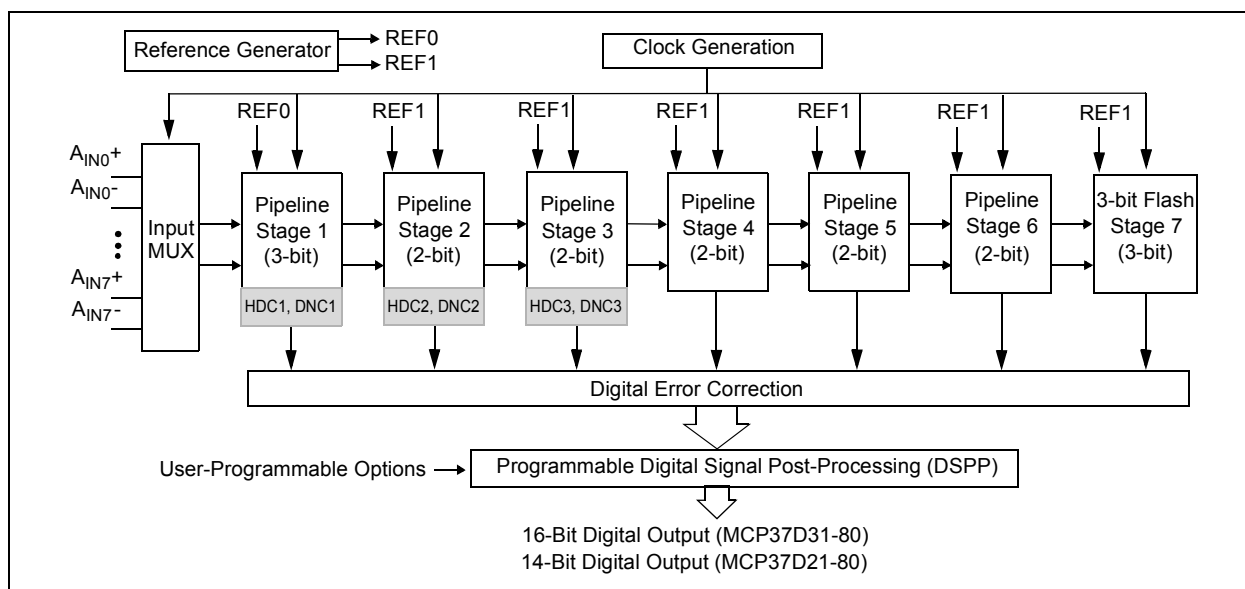 Reference Generator
REF0
REF1
Clock Generation
REF0
REF1
REF1
REF1
REF1
REF1
REF1
AIN0+
AIN0-
AIN7+
AIN7-
Input
MUX
Pipeline
Stage 1
(3-bit)
HDC1, DNC1
Pipeline
Stage 2
(2-bit)
HDC2, DNC2
Pipeline
Stage 3
(2-bit)
HDC3, DNC3
Pipeline
Stage 4
(2-bit)
Pipeline
Stage 5
(2-bit)
Pipeline
Stage 6
(2-bit)
3-bit Flash
Stage 7
(3-bit)
Digital Error Correction
User-Programmable Options
Programmable Digital Signal Post-Processing (DSPP)
16-Bit Digital Output (MCP37D31-80)
14-Bit Digital Output (MCP37D21-80)